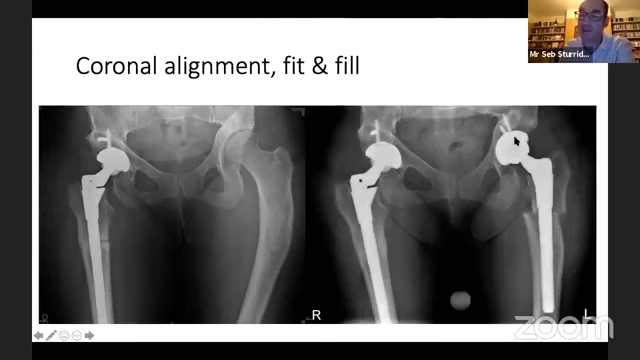 Mr Seb Sturrid...
Coronal alignment, fit & fill
R
R
L
zoom